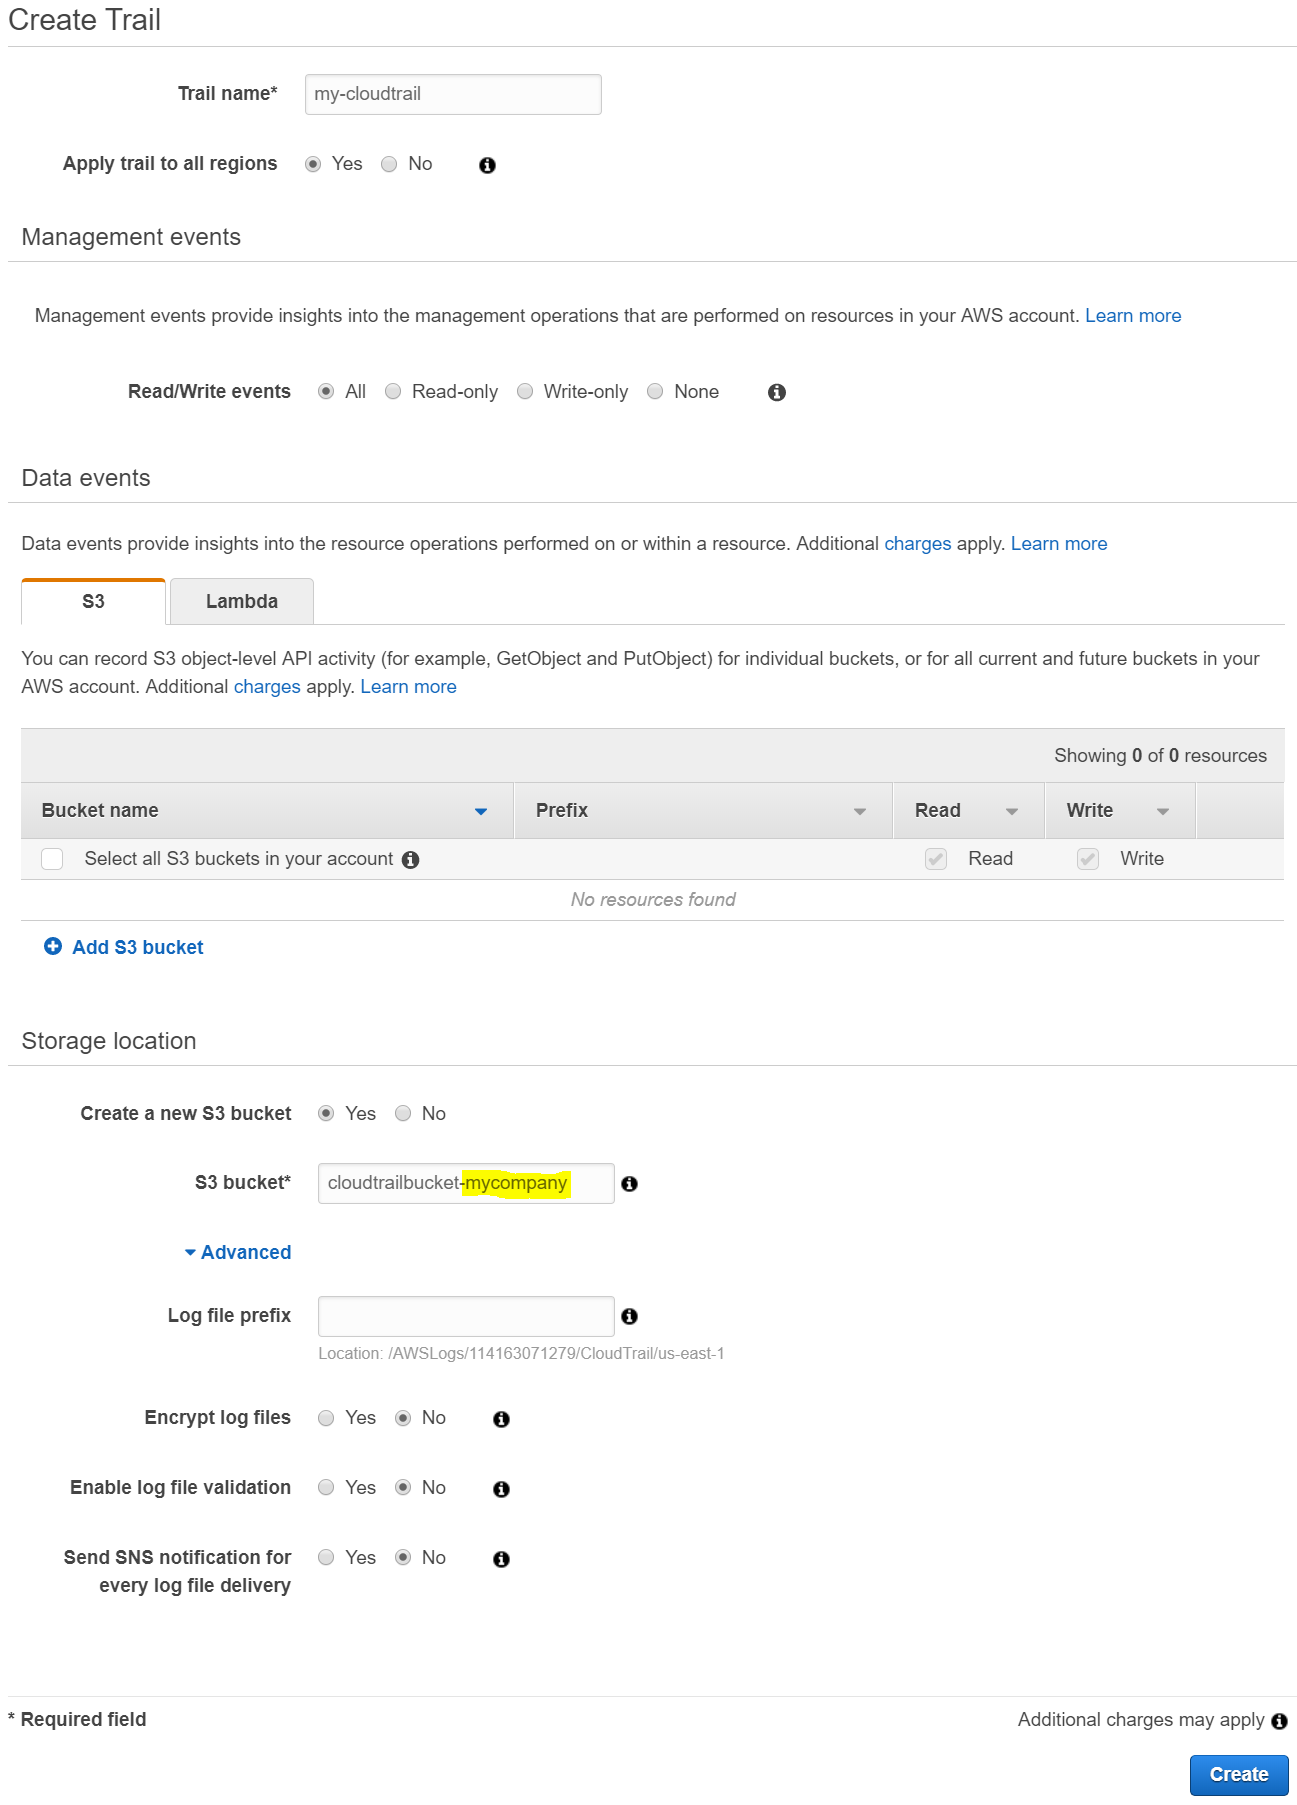 Create Trail
Trail name* my-cloudtrail
Apply trail to all regions Yes No
Management events
Management events provide insights into the management operations that are performed on resources in your AWS account. Learn more
Read/Write events All Read-only Write-only None
Data events
Data events provide insights into the resource operations performed on or within a resource. Additional charges apply. Learn more
S3 Lambda
You can record S3 object-level API activity (for example, GetObject and PutObject) for individual buckets, or for all current and future buckets in your
AWS account. Additional charges apply. Learn more
Showing 0 of 0 resources
Bucket name Prefix Read Write
Select all S3 buckets in your account Read Write
No resources found
Add S3 bucket
Storage location
Create a new S3 bucket Yes No
S3 bucket* cloudtrailbucket-mycompany
Advanced
Log file prefix
Location: /AWSLogs/114163071279/CloudTrail/us-east-1
Encrypt log files Yes No
Enable log file validation Yes No
Send SNS notification for Yes No
every log file delivery
* Required field Additional charges may apply
Create